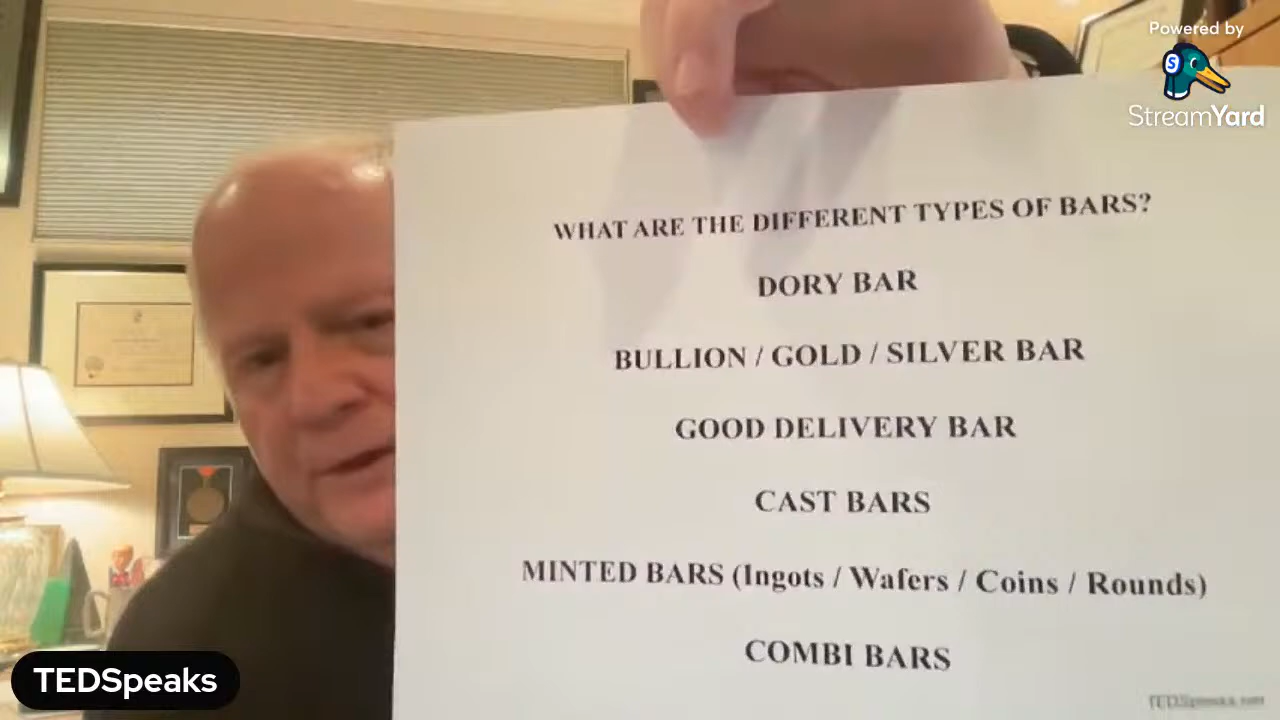 Powered by
StreamYard
WHAT ARE THE DIFFERENT TYPES OF BARS?
DORY BAR
BULLION / GOLD / SILVER BAR
GOOD DELIVERY BAR
CAST BARS
MINTED BARS (Ingots / Wafers / Coins / Rounds)
COMBI BARS
TEDSpeaks